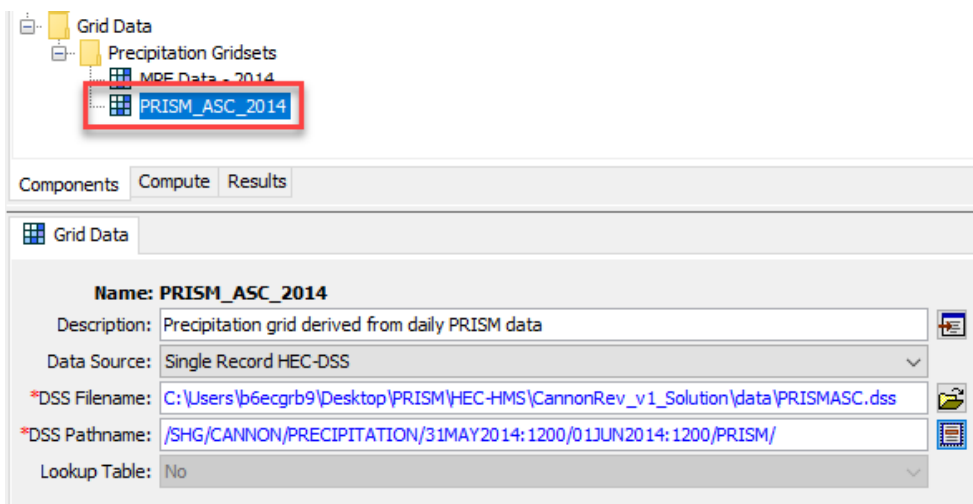 Grid Data
Precipitation Gridsets
MPE Data - 2014
PRISM_ASC_2014
Components Compute Results
Grid Data
Name: PRISM_ASC_2014
Description: Precipitation grid derived from daily PRISM data
Data Source: Single Record HEC-DSS
*DSS Filename: C:\Users\b6ecgrb9\Desktop\PRISM\HEC-HMS\CannonRev_v1_Solution\data\PRISMASC.dss
*DSS Pathname: /SHG/CANNON/PRECIPITATION/31MAY2014:1200/01JUN2014:1200/PRISM/
Lookup Table: No